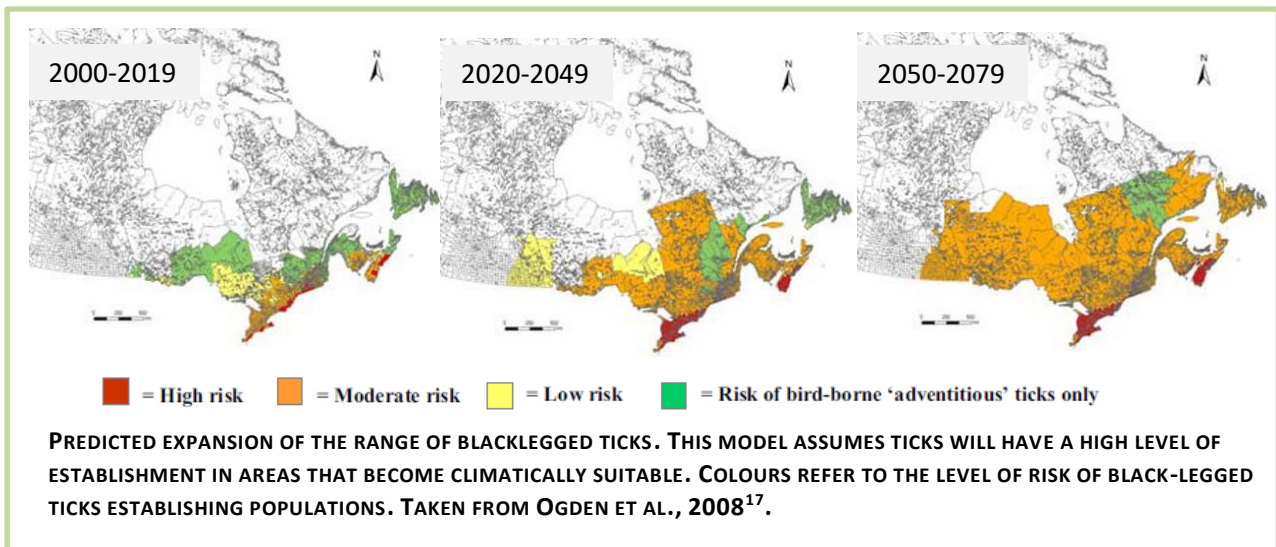 2000-2019
N
2020-2049
N
2050-2079
N
= High risk = Moderate risk = Low risk = Risk of bird-borne ‘adventitious’ ticks only
PREDICTED EXPANSION OF THE RANGE OF BLACKLEGGED TICKS. THIS MODEL ASSUMES TICKS WILL HAVE A HIGH LEVEL OF
ESTABLISHMENT IN AREAS THAT BECOME CLIMATICALLY SUITABLE. COLOURS REFER TO THE LEVEL OF RISK OF BLACK-LEGGED
TICKS ESTABLISHING POPULATIONS. TAKEN FROM OGDEN ET AL., 2008¹⁷.